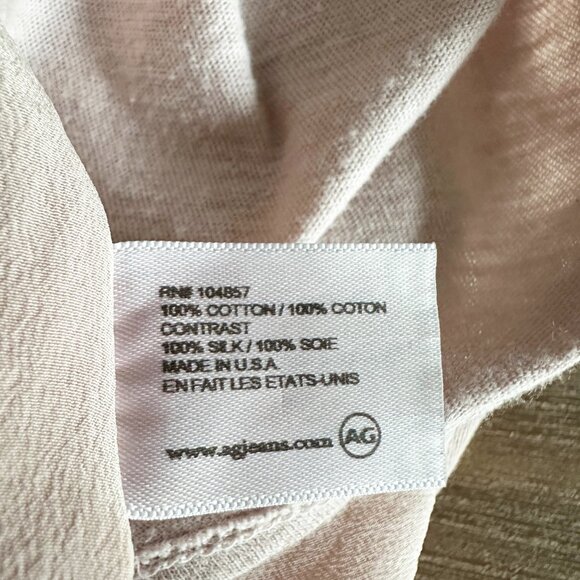 RN# 104857
100% COTTON / 100% COTON
CONTRAST
100% SILK / 100% SOIE
MADE IN U.S.A.
EN FAIT LES ETATS-UNIS
www.agjeans.com AG